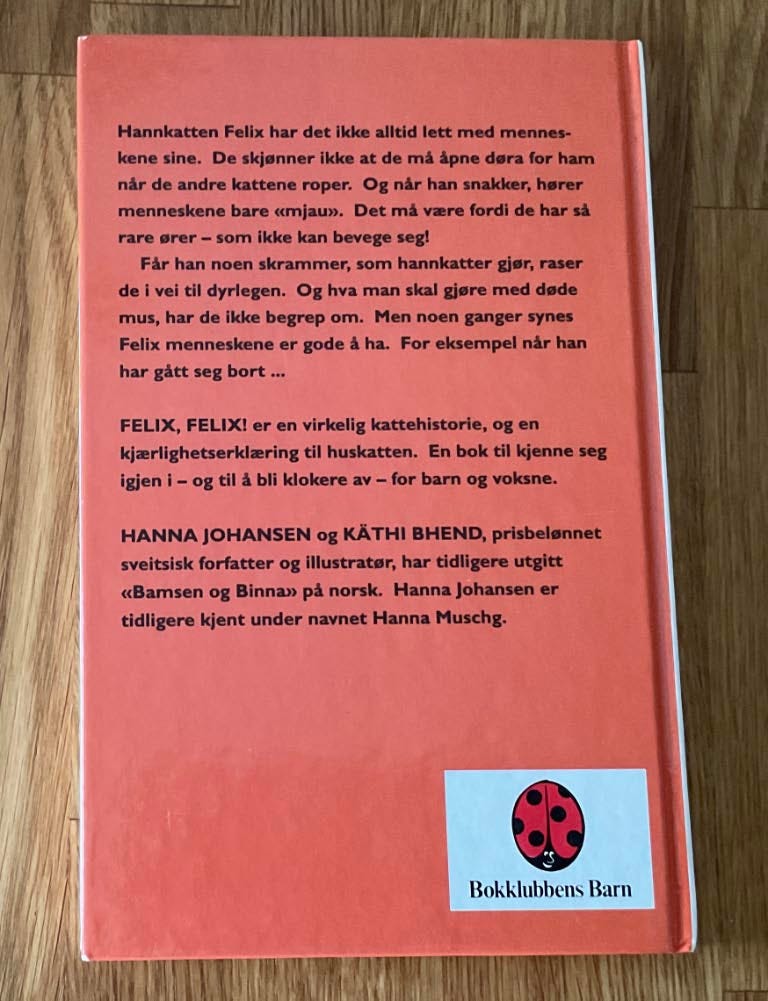 Hannkatten Felix har det ikke alltid lett med mennes-
kene sine. De skjønner ikke at de må åpne døra for ham
når de andre kattene roper. Og når han snakker, hører
menneskene bare «mjau». Det må være fordi de har så
rare ører – som ikke kan bevege seg!
Får han noen skrammer, som hannkatter gjør, raser
de i vei til dyrlegen. Og hva man skal gjøre med døde
mus, har de ikke begrep om. Men noen ganger synes
Felix menneskene er gode å ha. For eksempel når han
har gått seg bort ...
FELIX, FELIX! er en virkelig kattehistorie, og en
kjærlighetserklæring til huskatten. En bok til kjenne seg
igjen i – og til å bli klokere av – for barn og voksne.
HANNA JOHANSEN og KÄTHI BHEND, prisbelønnet
sveitsisk forfatter og illustratør, har tidligere utgitt
«Bamsen og Binna» på norsk. Hanna Johansen er
tidligere kjent under navnet Hanna Muschg.
Bokklubbens Barn